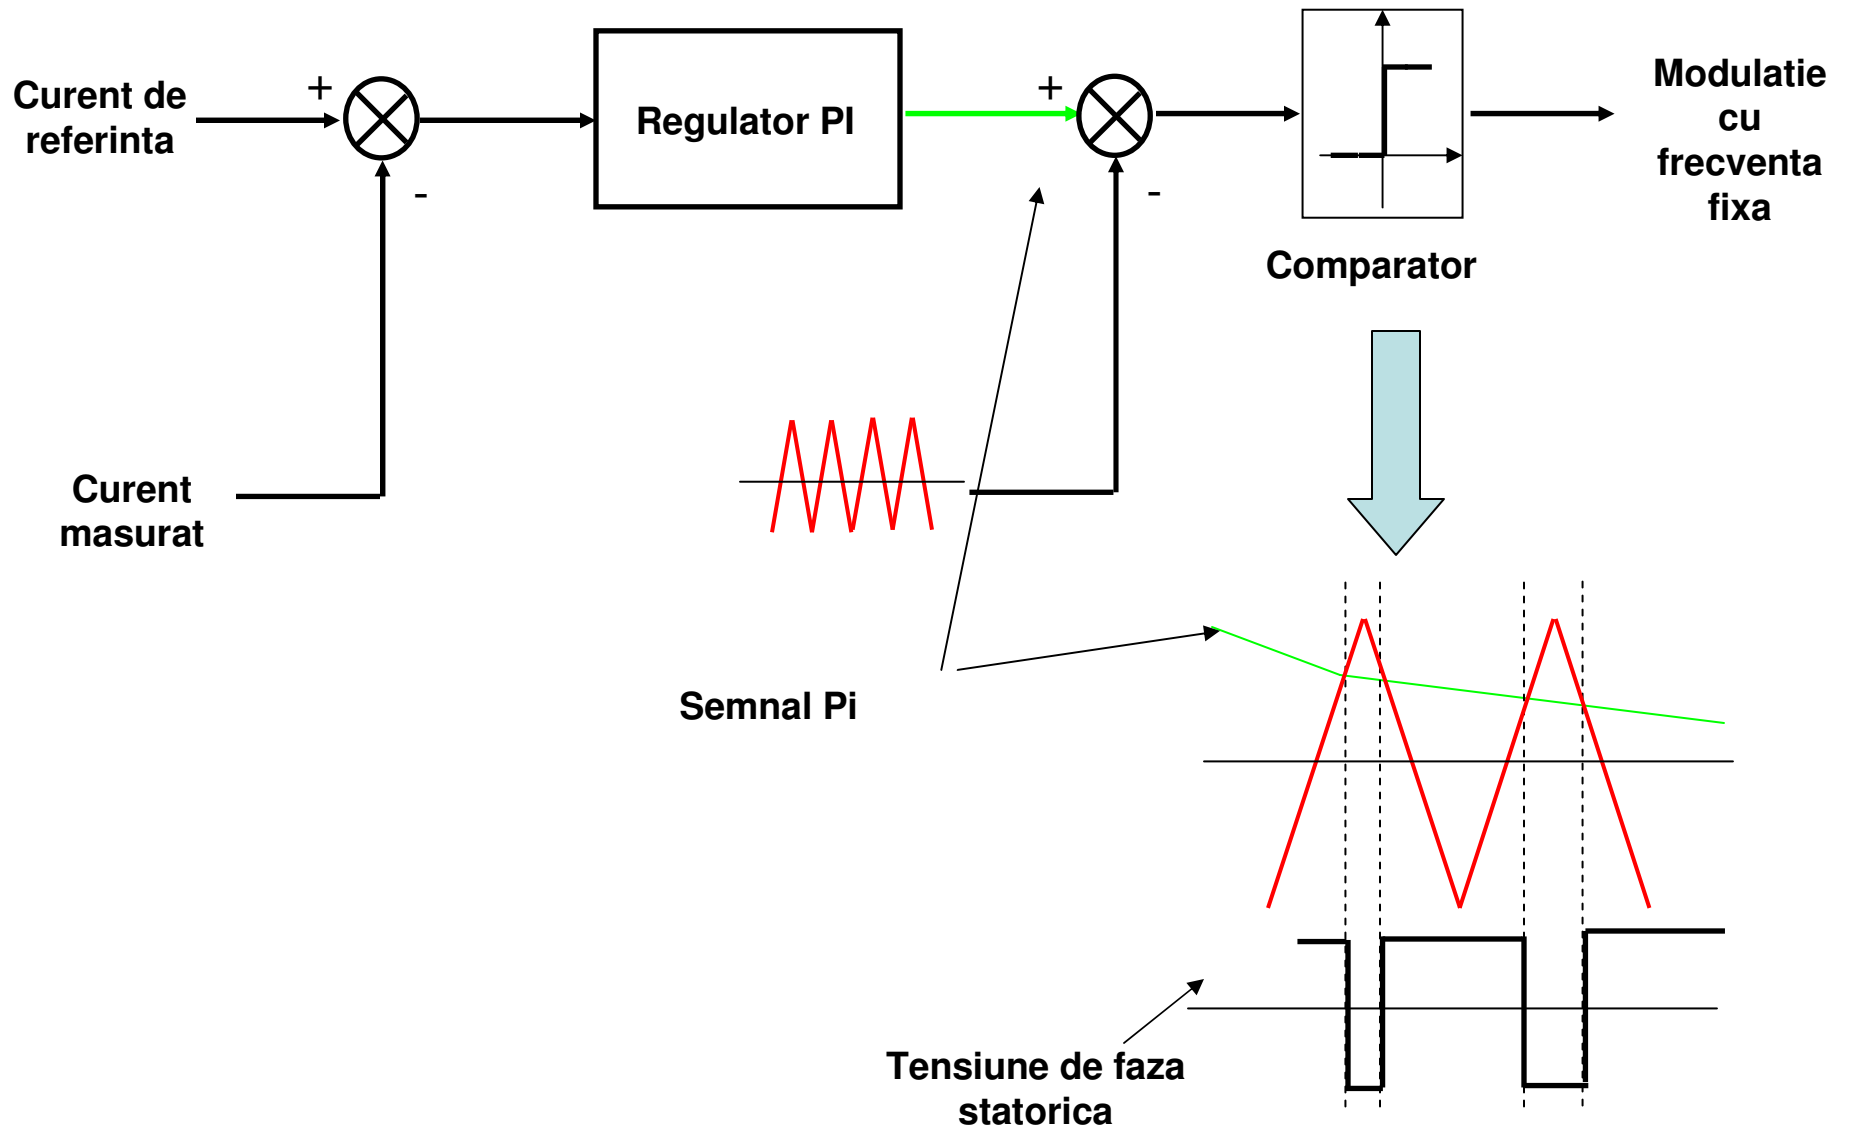 Curent de
referinta
+
-
Regulator PI
+
-
Comparator
Modulatie
cu
frecventa
fixa
Curent
masurat
Semnal Pi
Tensiune de faza
statorica